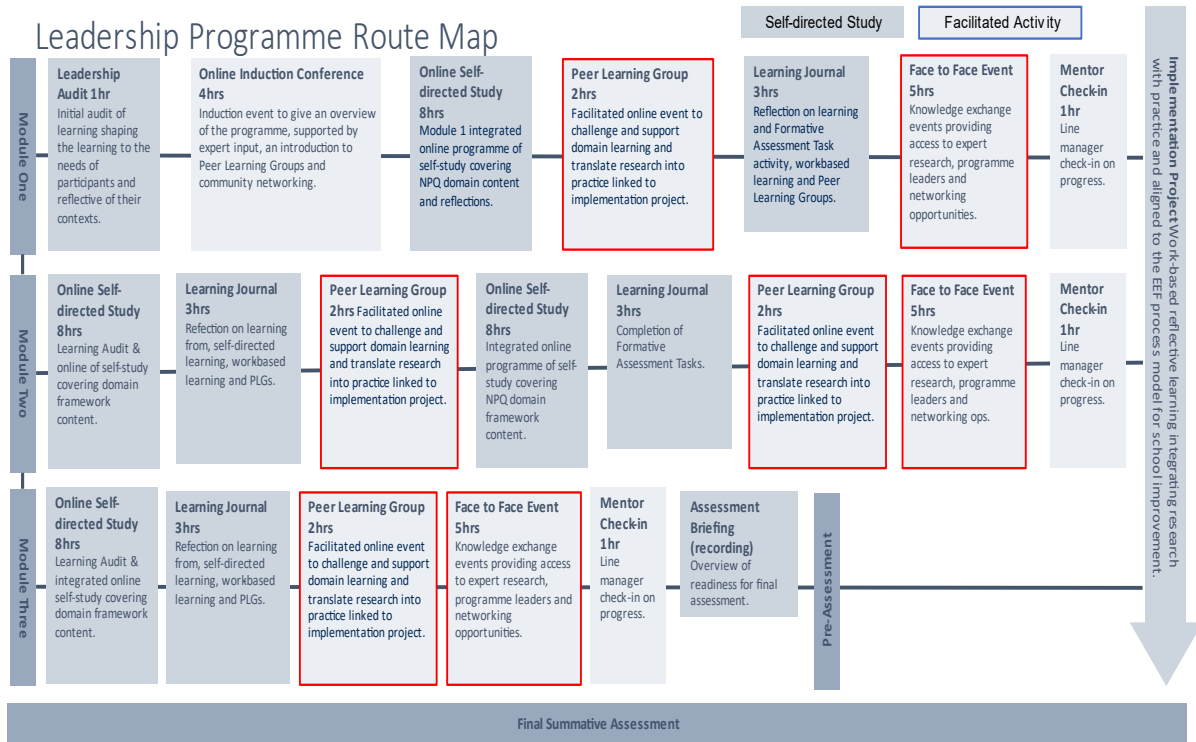 Leadership Programme Route Map
Self-directed Study
Facilitated Activity
Module One
Leadership
Audit 1hr
Initial audit of
learning shaping
the learning to the
needs of
participants and
reflective of their
contexts.
Online Induction Conference
4hrs
Induction event to give an overview
of the programme, supported by
expert input, an introduction to
Peer Learning Groups and
community networking.
Online Self-
directed Study
8hrs
Module 1 integrated
online programme of
self-study covering
NPQ domain content
and reflections.
Peer Learning Group
2hrs
Facilitated online event to
challenge and support
domain learning and
translate research into
practice linked to
implementation project.
Learning Journal
3hrs
Reflection on learning
and Formative
Assessment Task
activity, workbased
learning and Peer
Learning Groups.
Face to Face Event
5hrs
Knowledge exchange
events providing
access to expert
research, programme
leaders and
networking
opportunities.
Mentor
Check-in
1hr
Line
manager
check-in on
progress.
Module Two
Online Self-
directed Study
8hrs
Learning Audit &
online of self-study
covering domain
framework
content.
Learning Journal
3hrs
Refection on learning
from, self-directed
learning, workbased
learning and PLGs.
Peer Learning Group
2hrs Facilitated online
event to challenge and
support domain learning
and translate research
into practice linked to
implementation project.
Online Self-
directed Study
8hrs
Integrated online
programme of self-
study covering
NPQ domain
framework
content.
Learning Journal
3hrs
Completion of
Formative
Assessment Tasks.
Peer Learning Group
2hrs
Facilitated online event
to challenge and support
domain learning and
translate research into
practice linked to
implementation project.
Face to Face Event
5hrs
Knowledge exchange
events providing
access to expert
research, programme
leaders and
networking ops.
Mentor
Check-in
1hr
Line
manager
check-in on
progress.
Module Three
Online Self-
directed Study
8hrs
Learning Audit &
integrated online
self-study covering
domain framework
content.
Learning Journal
3hrs
Refection on learning
from, self-directed
learning, workbased
learning and PLGs.
Peer Learning Group
2hrs
Facilitated online event
to challenge and support
domain learning and
translate research into
practice linked to
implementation project.
Face to Face Event
5hrs
Knowledge exchange
events providing access
to expert research,
programme leaders and
networking
opportunities.
Mentor
Check-in
1hr
Line
manager
check-in on
progress.
Assessment
Briefing
(recording)
Overview of
readiness for final
assessment.
Pre-Assessment
Implementation Project Work-based reflective learning integrating research
with practice and aligned to the EEF process model for school improvement.
Final Summative Assessment